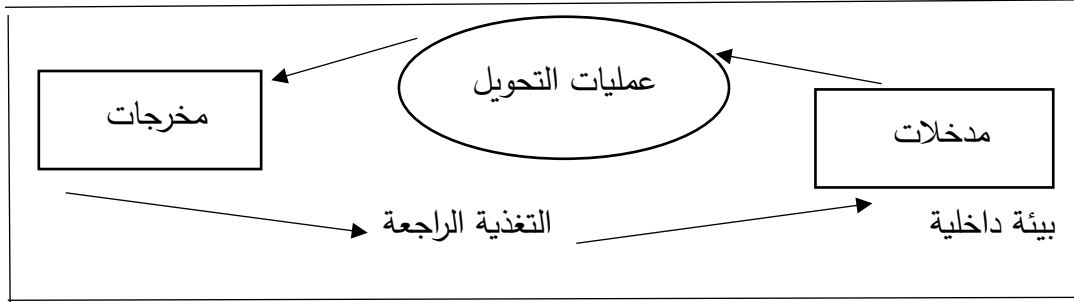 عمليات التحويل
مدخلات
مخرجات
بيئة داخلية
التغذية الراجعة